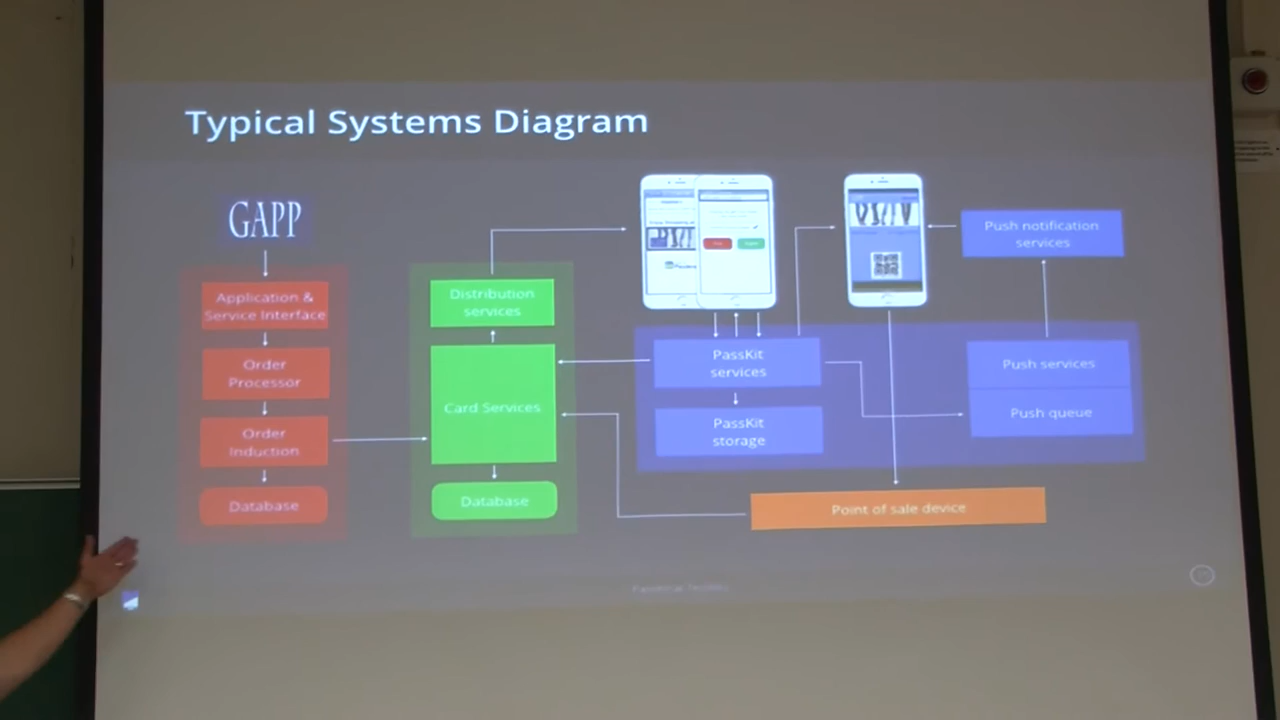 Typical Systems Diagram
GAPP
Application &
Service Interface
Order
Processor
Order
Induction
Database
Distribution
services
Card Services
Database
PassKit
services
PassKit
storage
Push notification
services
Push services
Push queue
Point of sale device